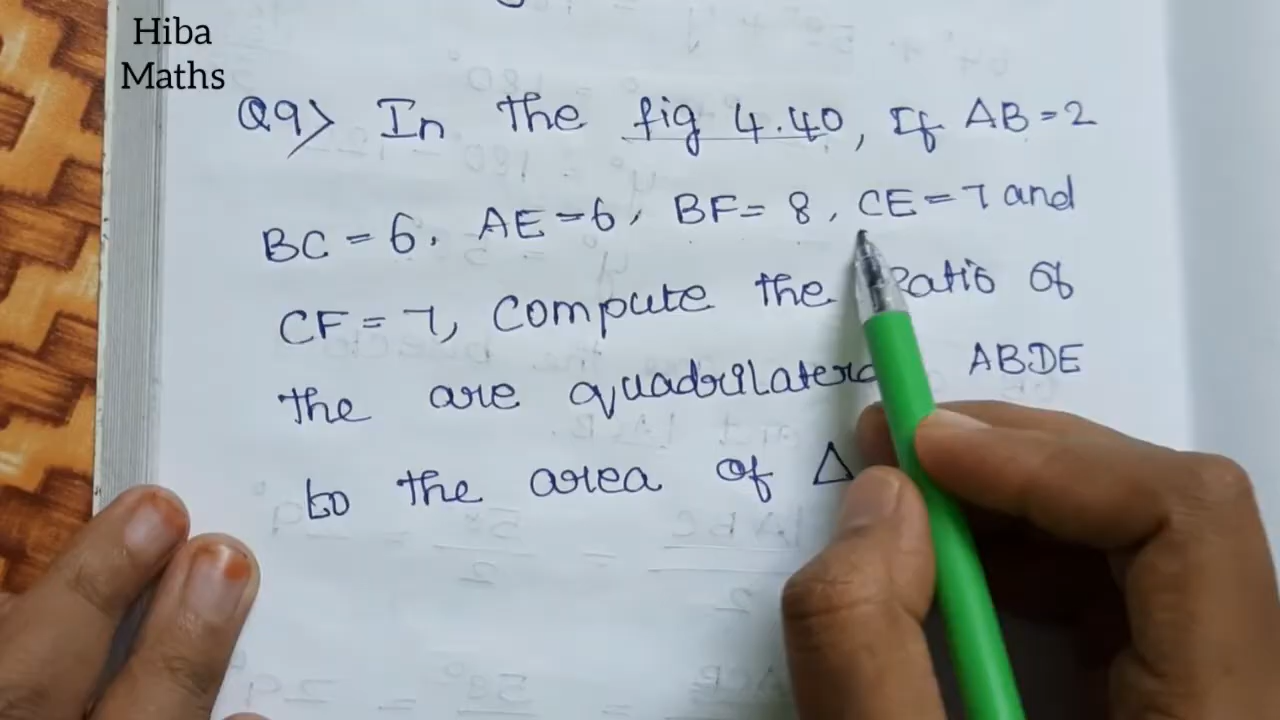 Hiba
Maths
Q9> In the fig 4.40, If AB=2
BC = 6. AE=6, BF= 8, CE=7 and
CF = 7, Compute the Ratio of
the are quadrilatera ABDE
to the area of Δ